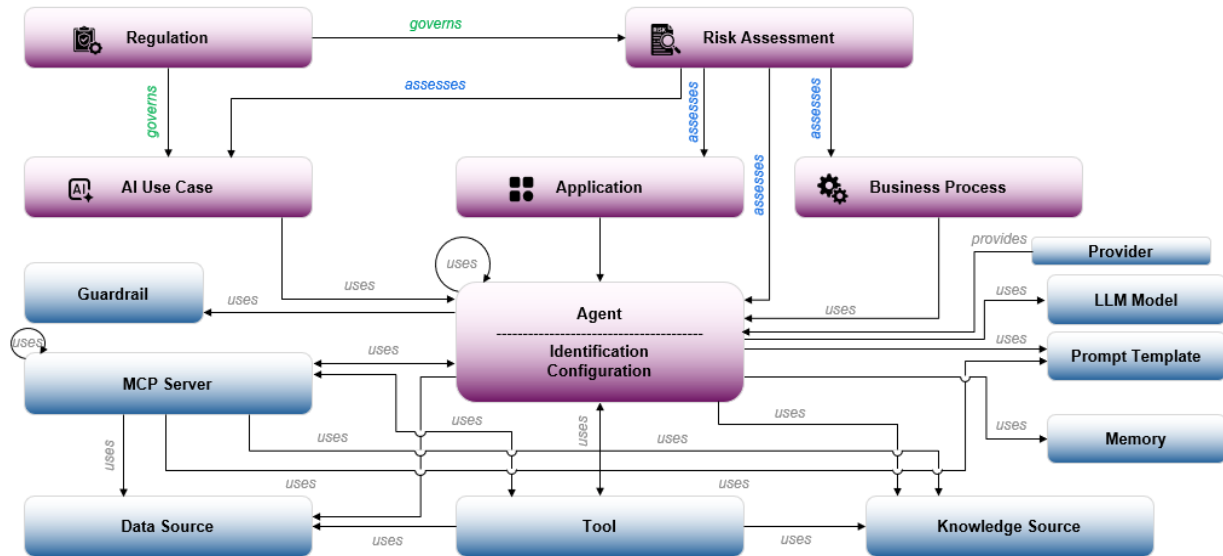 Regulation
governs
Risk Assessment
RISK
governs
assesses
assesses
assesses
assesses
AI
AI Use Case
Application
Business Process
provides
Provider
uses
Guardrail
uses
uses
Agent
uses
uses
LLM Model
uses
uses
Identification
Configuration
uses
Prompt Template
MCP Server
uses
uses
uses
uses
uses
Memory
uses
uses
uses
Data Source
uses
Tool
uses
Knowledge Source